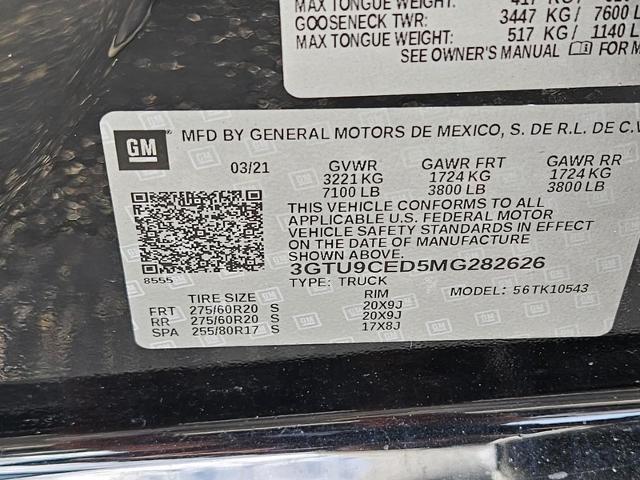 MAX TONGUE WEIGHT: 417 KG /
GOOSENECK TWR: 3447 KG / 7600 L
MAX TONGUE WEIGHT: 517 KG / 1140 L
SEE OWNER'S MANUAL FOR M
GM
MFD BY GENERAL MOTORS DE MEXICO, S. DE R.L. DE C.V
03/21 GVWR GAWR FRT GAWR RR
3221 KG 1724 KG 1724 KG
7100 LB 3800 LB 3800 LB
THIS VEHICLE CONFORMS TO ALL
APPLICABLE U.S. FEDERAL MOTOR
VEHICLE SAFETY STANDARDS IN EFFECT
ON THE DATE OF MANUFACTURE
SHOWN ABOVE.
8555
3GTU9CED5MG282626
TYPE: TRUCK MODEL: 56TK10543
TIRE SIZE RIM
FRT 275/60R20 S 20X9J
RR 275/60R20 S 20X9J
SPA 255/80R17 S 17X8J